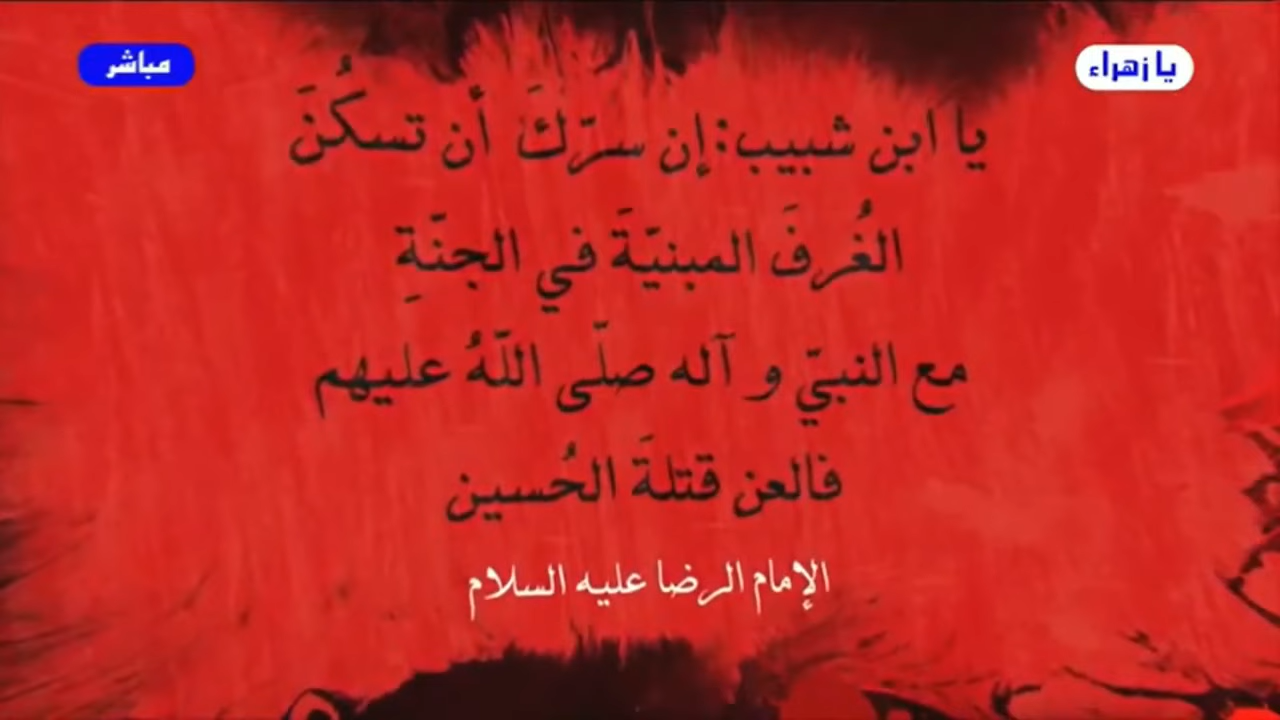 يا زهراء
مباشر
يا ابن شبيب:إن سرّكَ أن تسكُنَ
الغُرفَ المبنيّةَ في الجنّةِ
مع النبيّ و آله صلّى اللّهُ عليهم
فالعن قتلةَ الحُسين
الإمام الرضا عليه السلام